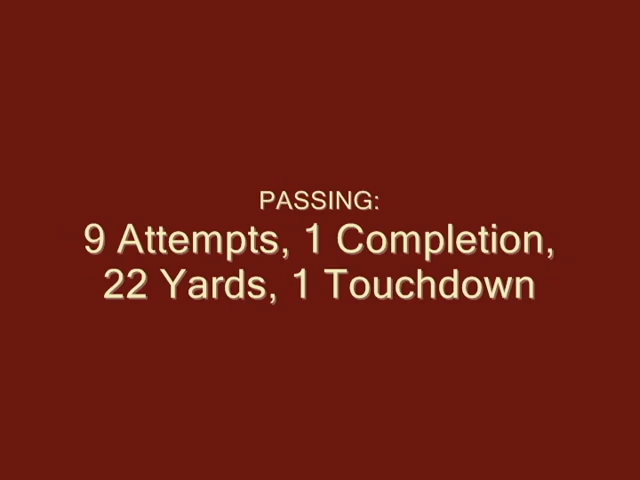 PASSING:
9 Attempts, 1 Completion,
22 Yards, 1 Touchdown